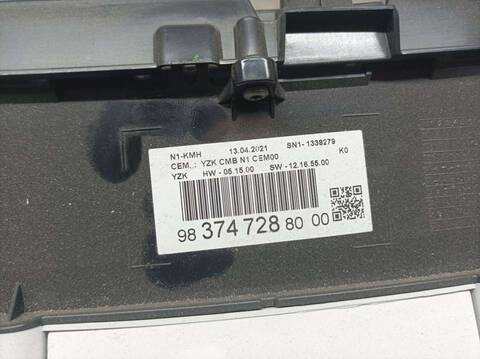 N1-KMH 13.04.2021 SN1-1338279
CEM.: YZK CMB N1 CEM00 K0
YZK HW - 05.15.00 SW - 12.16.55.00
98 374 728 80 00